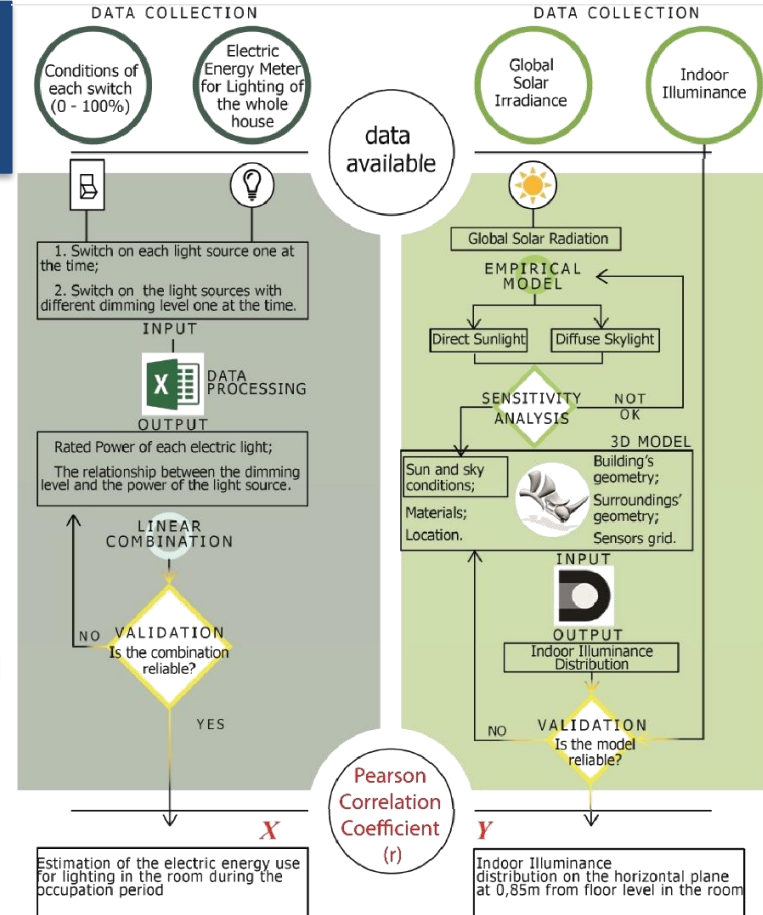 DATA COLLECTION
Conditions of
each switch
(0 - 100%)
Electric
Energy Meter
for Lighting of
the whole
house
data
available
1. Switch on each light source one at
the time;
2. Switch on the light sources with
different dimming level one at the time.
INPUT
X
DATA
PROCESSING
OUTPUT
Rated Power of each electric light;
The relationship between the dimming
level and the power of the light source.
LINEAR
COMBINATION
NO
VALIDATION
Is the combination
reliable?
YES
X
Estimation of the electric energy use
for lighting in the room during the
occupation period
DATA COLLECTION
Global
Solar
Irradiance
Indoor
Illuminance
Global Solar Radiation
EMPIRICAL
MODEL
Direct Sunlight
Diffuse Skylight
SENSITIVITY
ANALYSIS
NOT
OK
3D MODEL
Sun and sky
conditions;
Materials;
Location.
Building's
geometry;
Surroundings'
geometry;
Sensors grid.
INPUT
OUTPUT
Indoor Illuminance
Distribution
NO
VALIDATION
Is the model
reliable?
Pearson
Correlation
Coefficient
(r)
Y
Indoor Illuminance
distribution on the horizontal plane
at 0,85m from floor level in the room